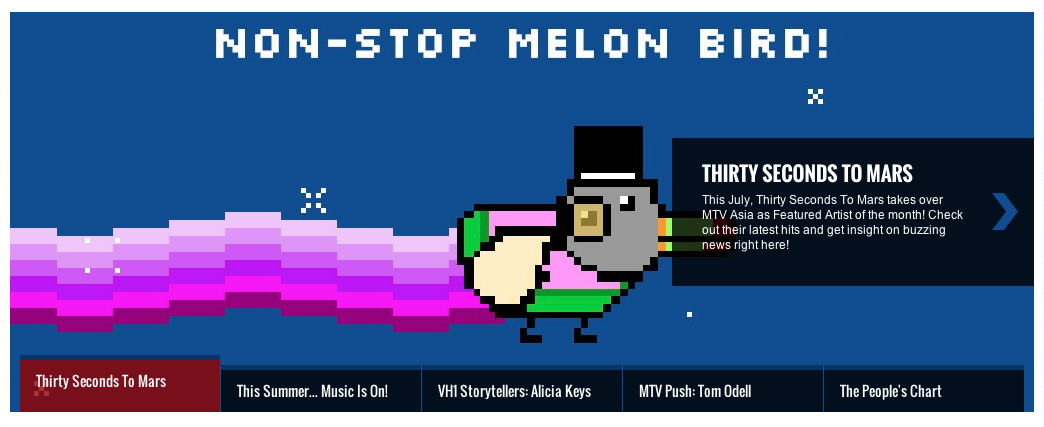 NON-STOP MELON BIRD!
THIRTY SECONDS TO MARS
This July, Thirty Seconds To Mars takes over
MTV Asia as Featured Artist of the month! Check
out their latest hits and get insight on buzzing
news right here!
Thirty Seconds To Mars
This Summer... Music Is On!
VH1 Storytellers: Alicia Keys
MTV Push: Tom Odell
The People's Chart